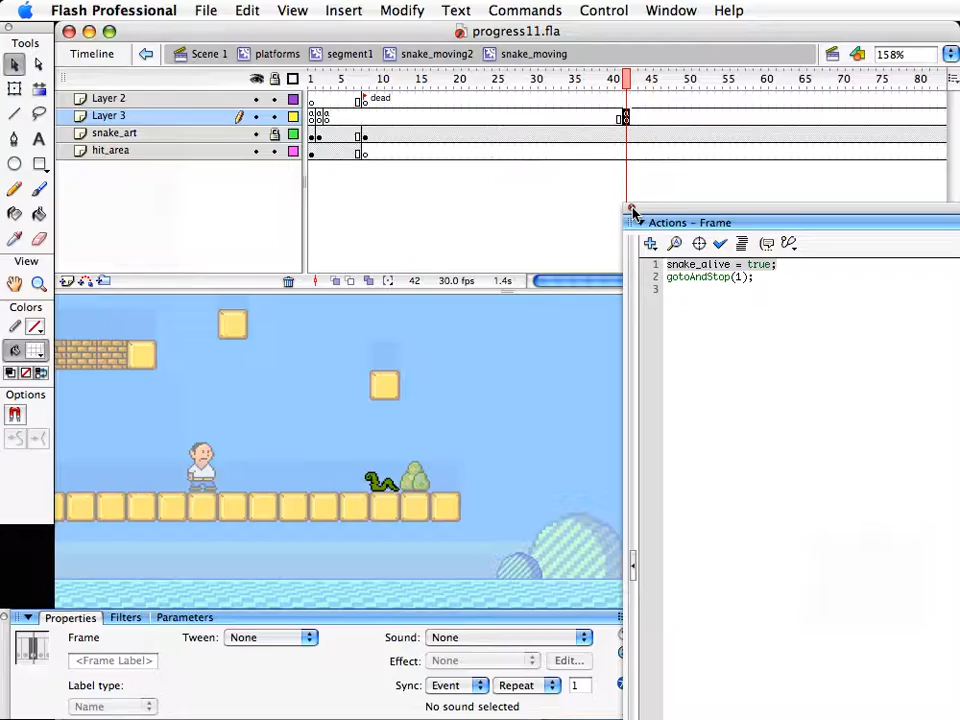 Flash Professional File Edit View Insert Modify Text Commands Control Window Help
Tools
progress11.fla
Timeline Scene 1 platforms segment1 snake_moving2 snake_moving 158%
1 5 10 15 20 25 30 35 40 45 50 55 60 65 70 75 80
Layer 2 dead
Layer 3
snake_art
hit_area
A
Actions - Frame
1 snake_alive = true;
2 gotoAndStop(1);
3
View
42 30.0 fps 1.4s
Colors
Options
Properties Filters Parameters
Frame Tween: None Sound: None
<Frame Label> Effect: None Edit...
Label type: Sync: Event Repeat 1
Name No sound selected